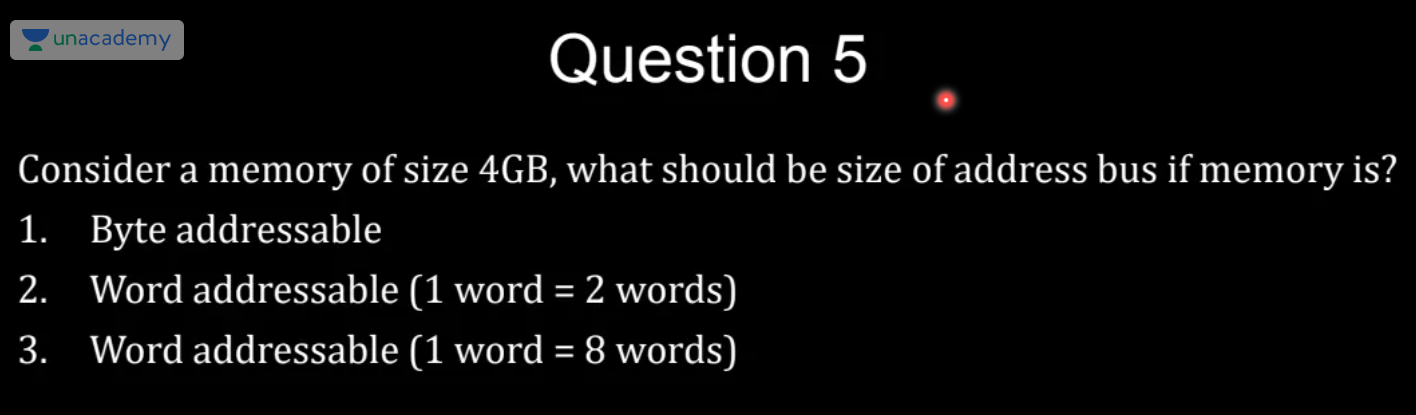 unacademy
Question 5
Consider a memory of size 4GB, what should be size of address bus if memory is?
1. Byte addressable
2. Word addressable (1 word = 2 words)
3. Word addressable (1 word = 8 words)